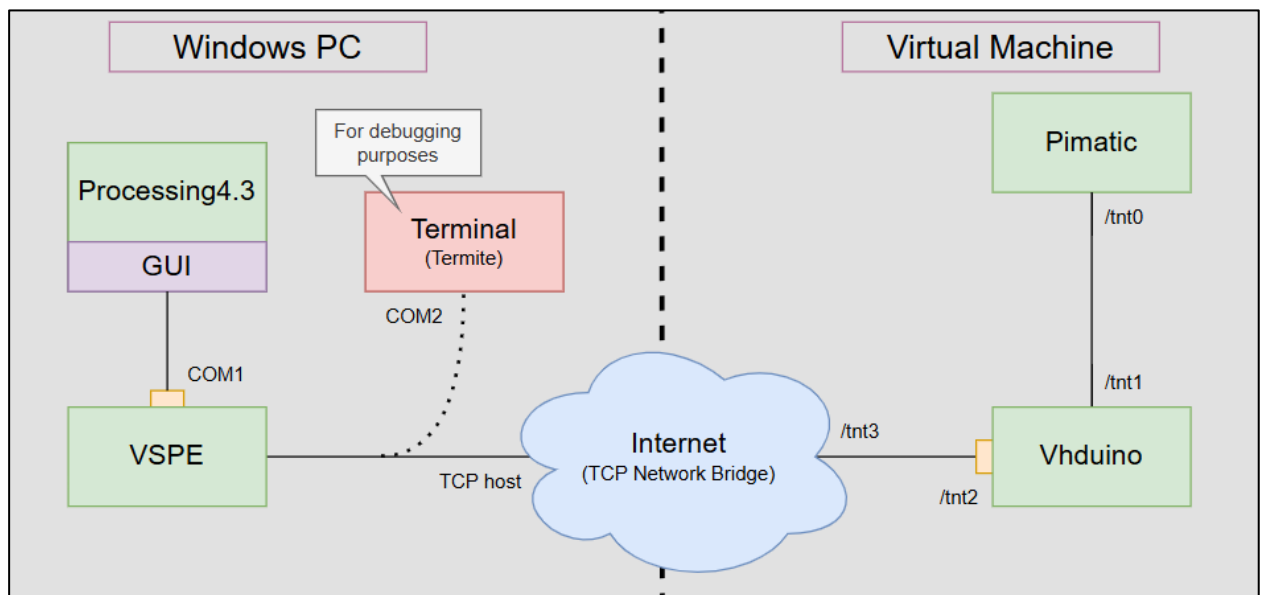 Windows PC
Virtual Machine
For debugging
purposes
Processing4.3
GUI
Terminal
(Termite)
Pimatic
/tnt0
COM2
COM1
/tnt1
VSPE
TCP host
Internet
(TCP Network Bridge)
/tnt3
/tnt2
Vhduino